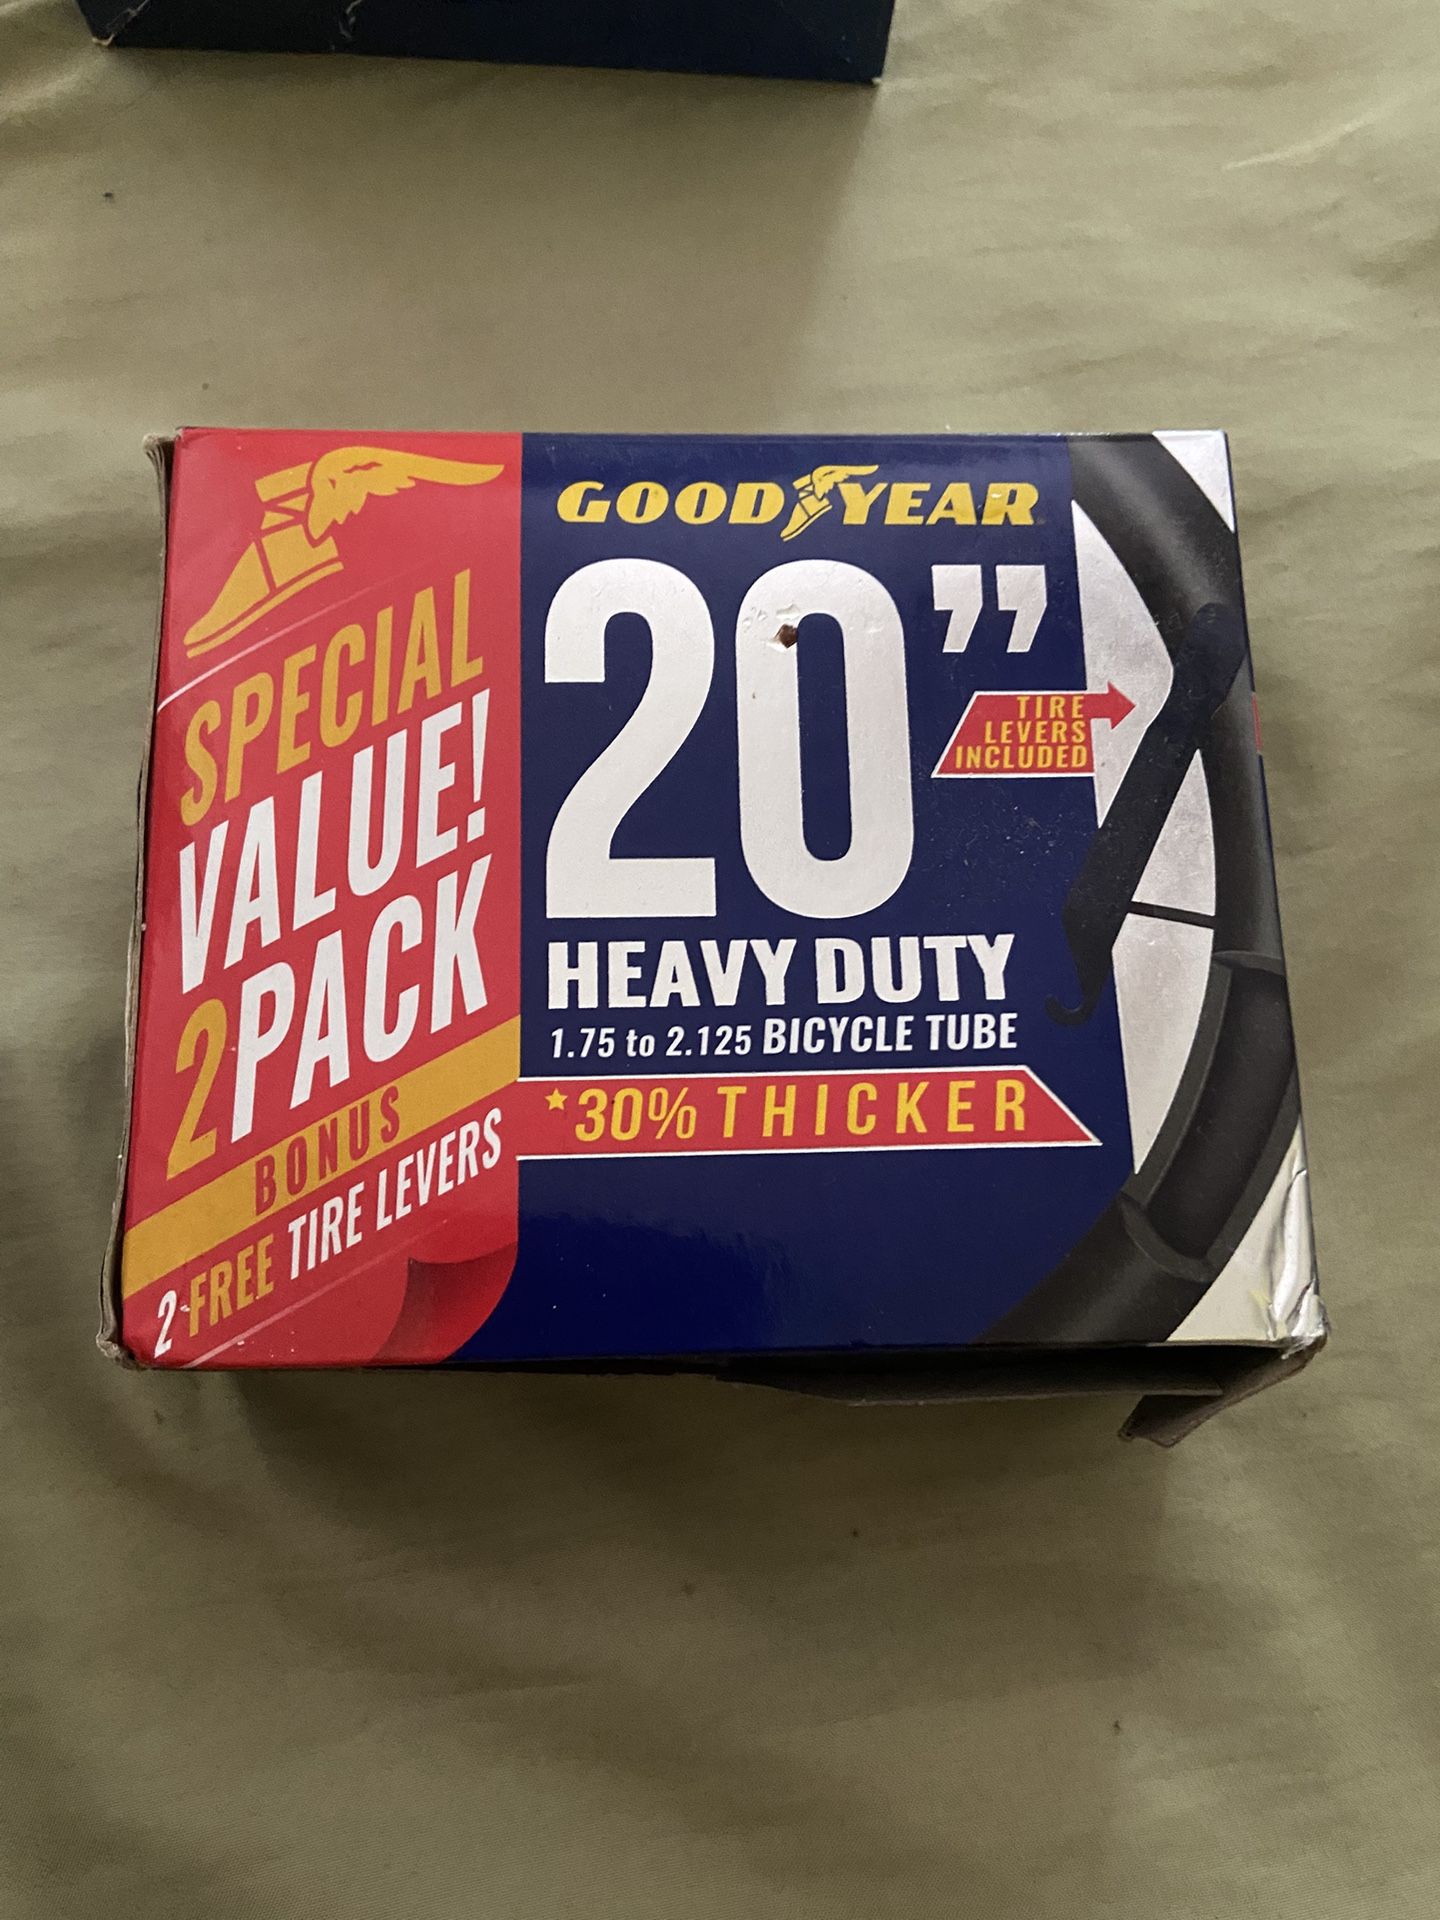 SPECIAL
VALUE!
2PACK
BONUS
2-FREE TIRE LEVERS
GOODYEAR
20"
TIRE
LEVERS
INCLUDED
HEAVY DUTY
1.75 to 2.125 BICYCLE TUBE
*30% THICKER